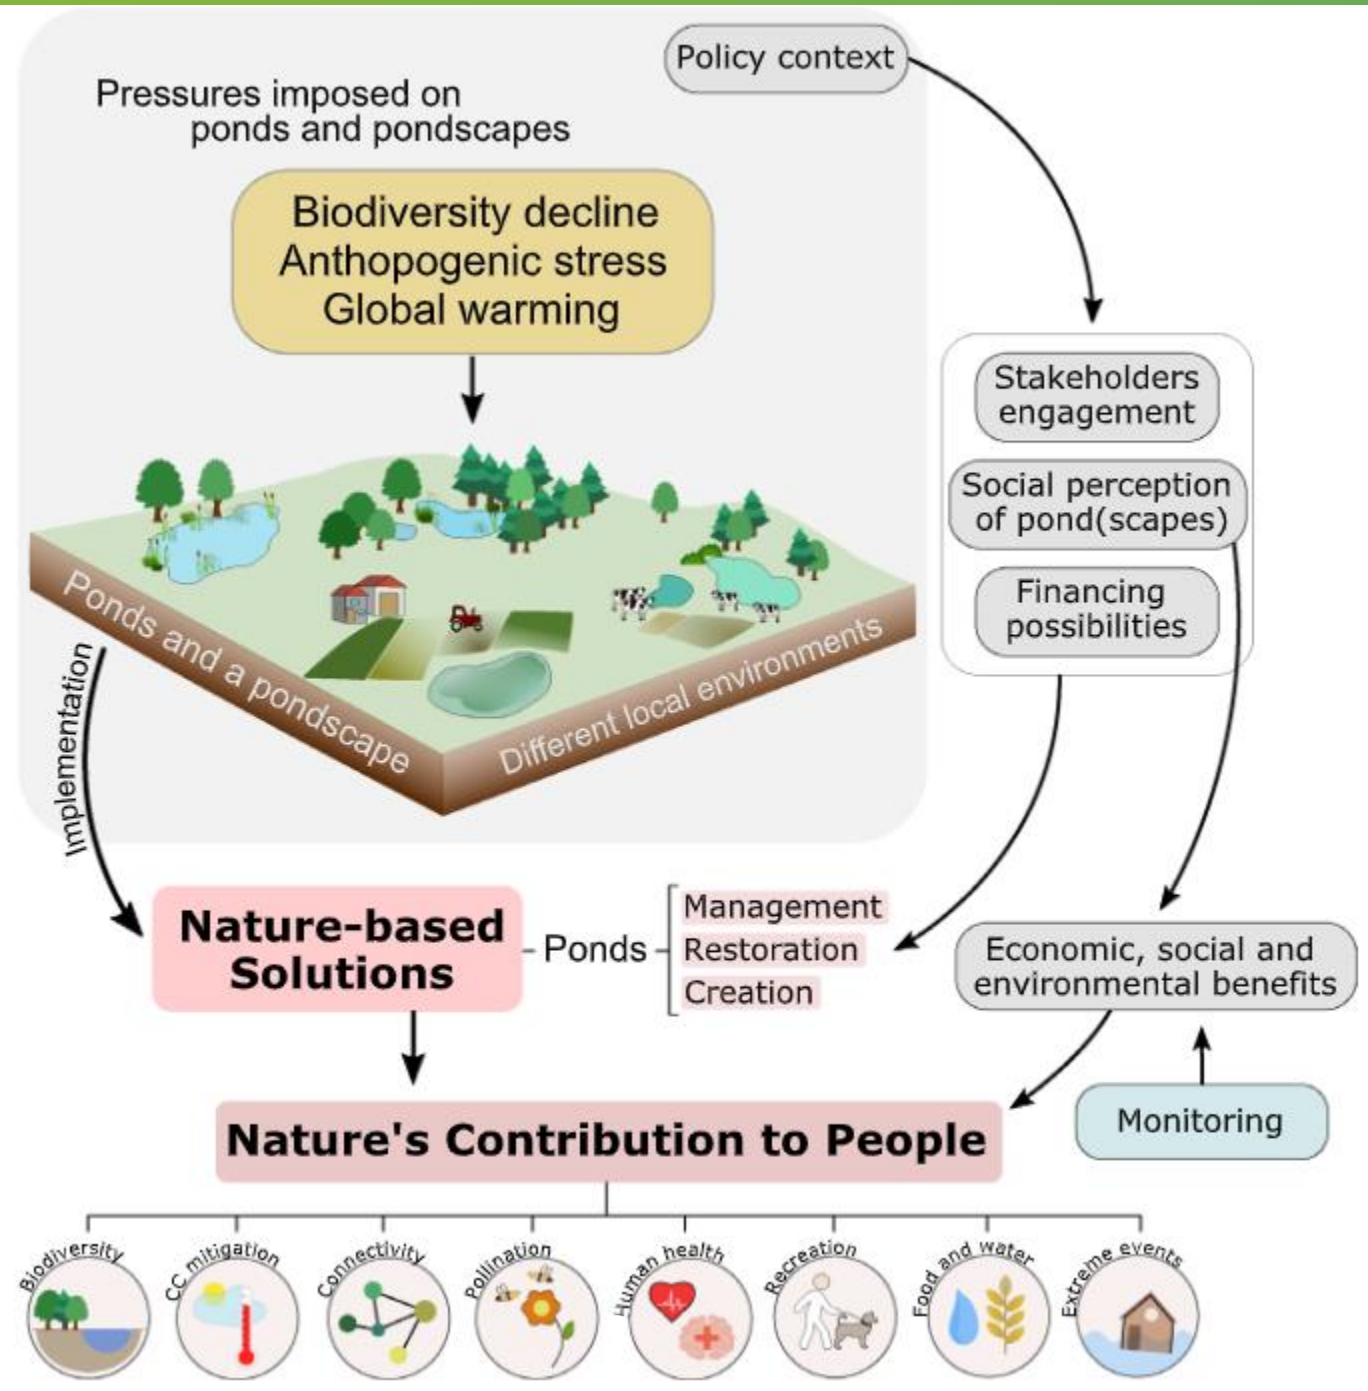 Policy context
Pressures imposed on
ponds and pondscapes
Biodiversity decline
Anthopogenic stress
Global warming
Stakeholders
engagement
Social perception
of pond(scapes)
Financing
possibilities
Ponds and a pondscape
Different local environments
Implementation
Nature-based
Solutions
Ponds
Management
Restoration
Creation
Economic, social and
environmental benefits
Monitoring
Nature's Contribution to People
Biodiversity
CC mitigation
Connectivity
Pollination
Human health
Recreation
Food and water
Extreme events